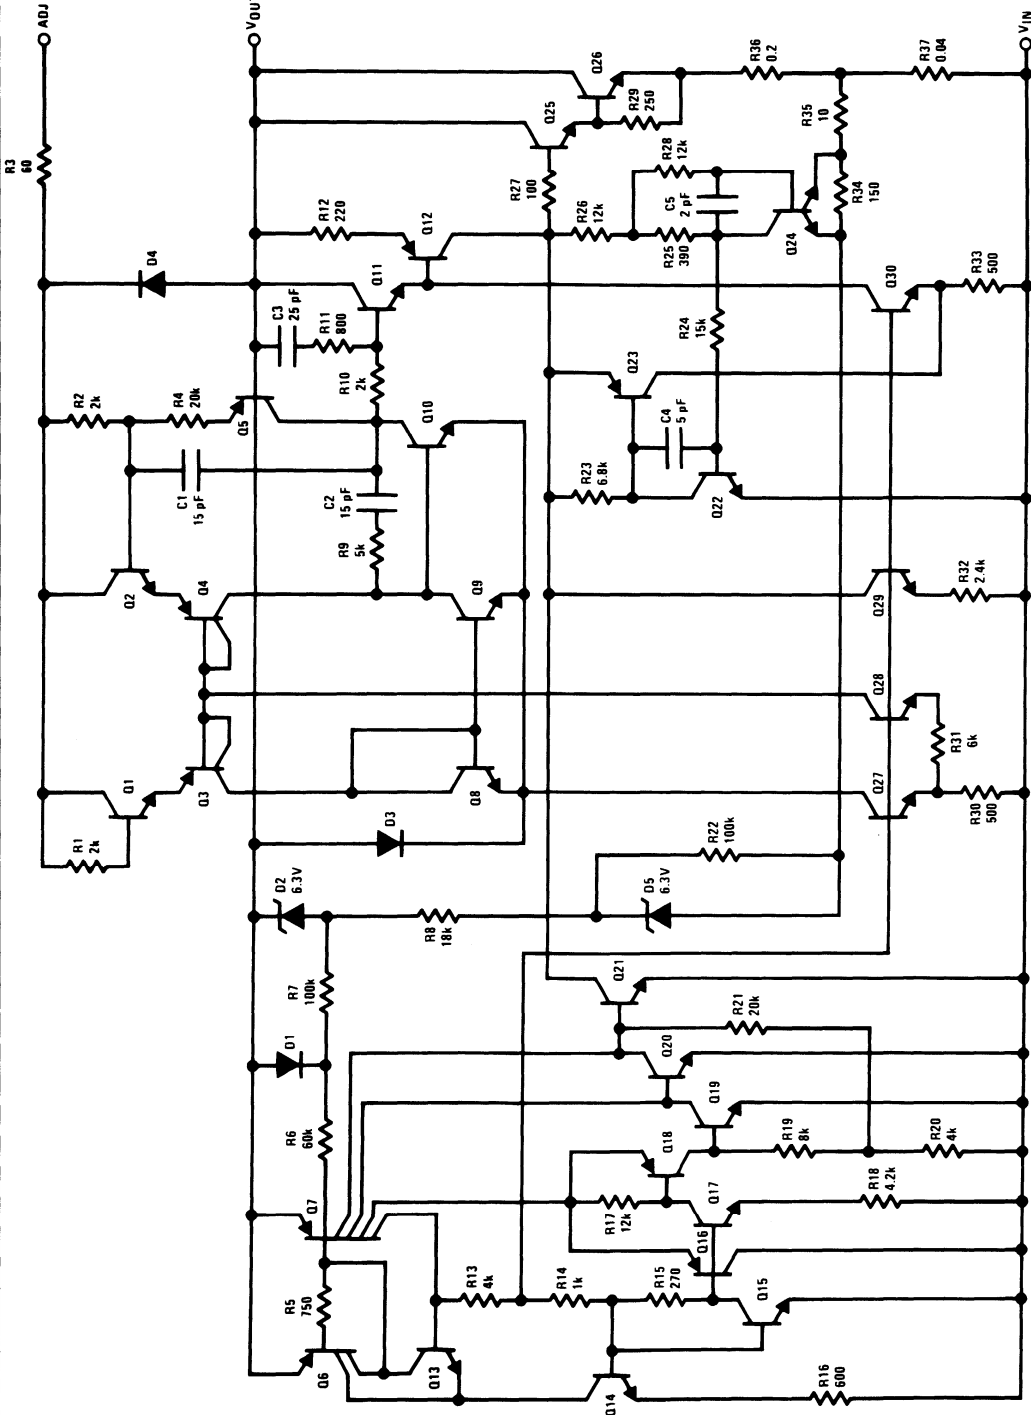 ADJ
VOUT
VIN
R3
60
D4
R2
2k
R4
20k
Q5
C1
15 pF
Q2
Q4
Q1
Q3
R1
2k
R12
220
Q12
C3
25 pF
R11
800
Q11
R10
2k
Q10
C2
15 pF
R9
5k
Q9
Q8
D3
D2
6.3V
R8
18k
R7
100k
D1
R6
60k
Q7
R5
750
Q6
Q13
Q26
Q25
R29
250
R36
0.2
R37
0.04
R35
10
R27
100
R28
12k
R26
12k
C5
2 pF
R25
390
Q24
R34
150
R24
15k
Q30
R33
500
Q23
C4
5 pF
R23
6.8k
Q22
Q29
R32
2.4k
Q28
Q27
R31
6k
R30
500
R22
100k
D5
6.3V
Q21
R21
20k
Q20
Q19
Q18
R19
8k
R20
4k
R17
12k
Q17
R18
4.2k
Q16
R13
4k
R14
1k
R15
270
Q15
Q14
R16
600